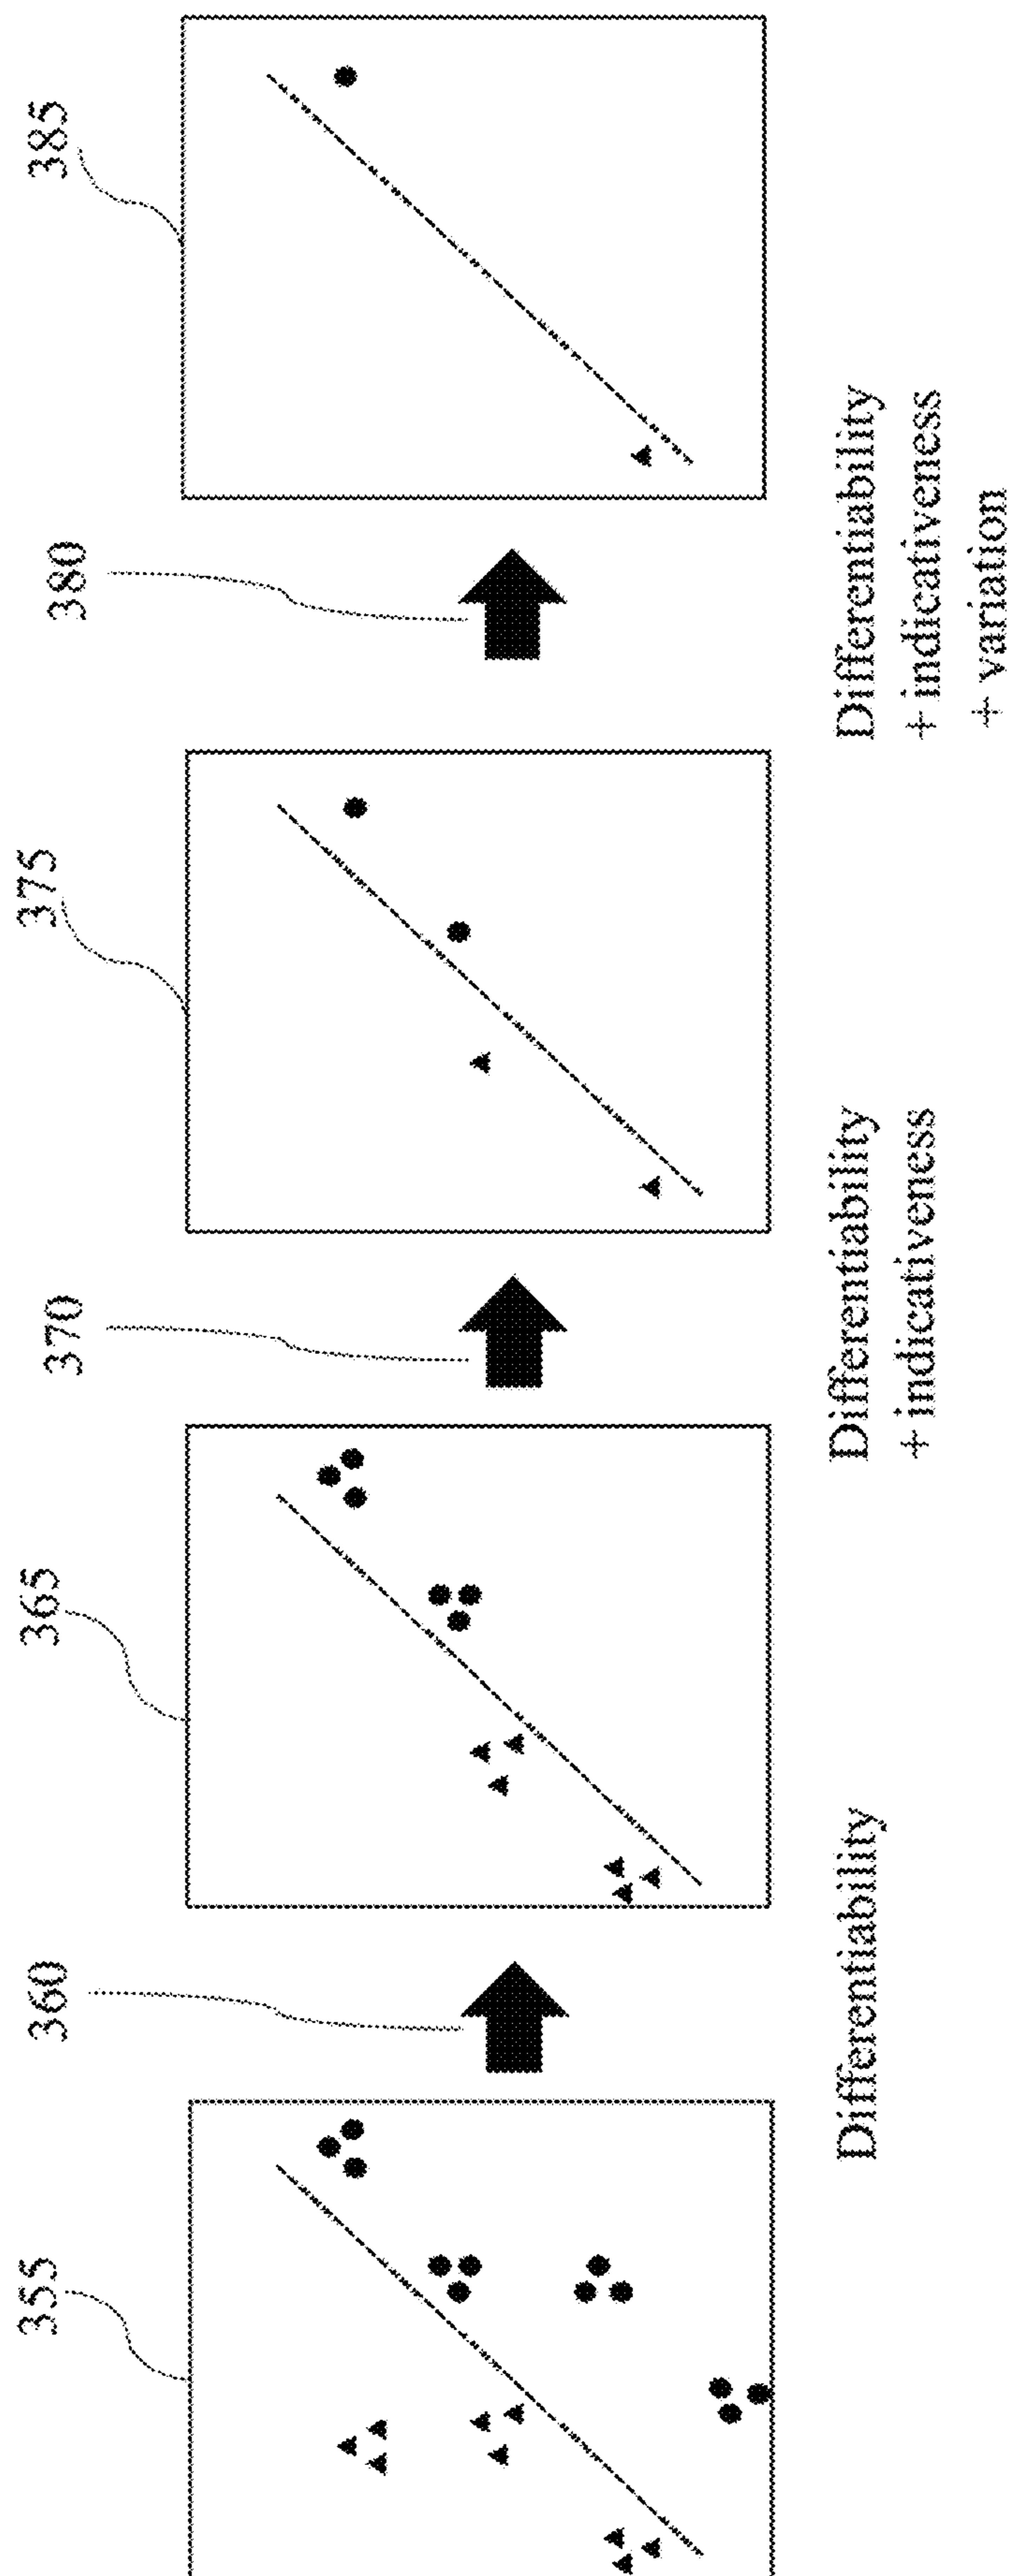 355
360
365
370
375
380
385
Differentiability
Differentiability
+ indicativeness
Differentiability
+ indicativeness
+ variation